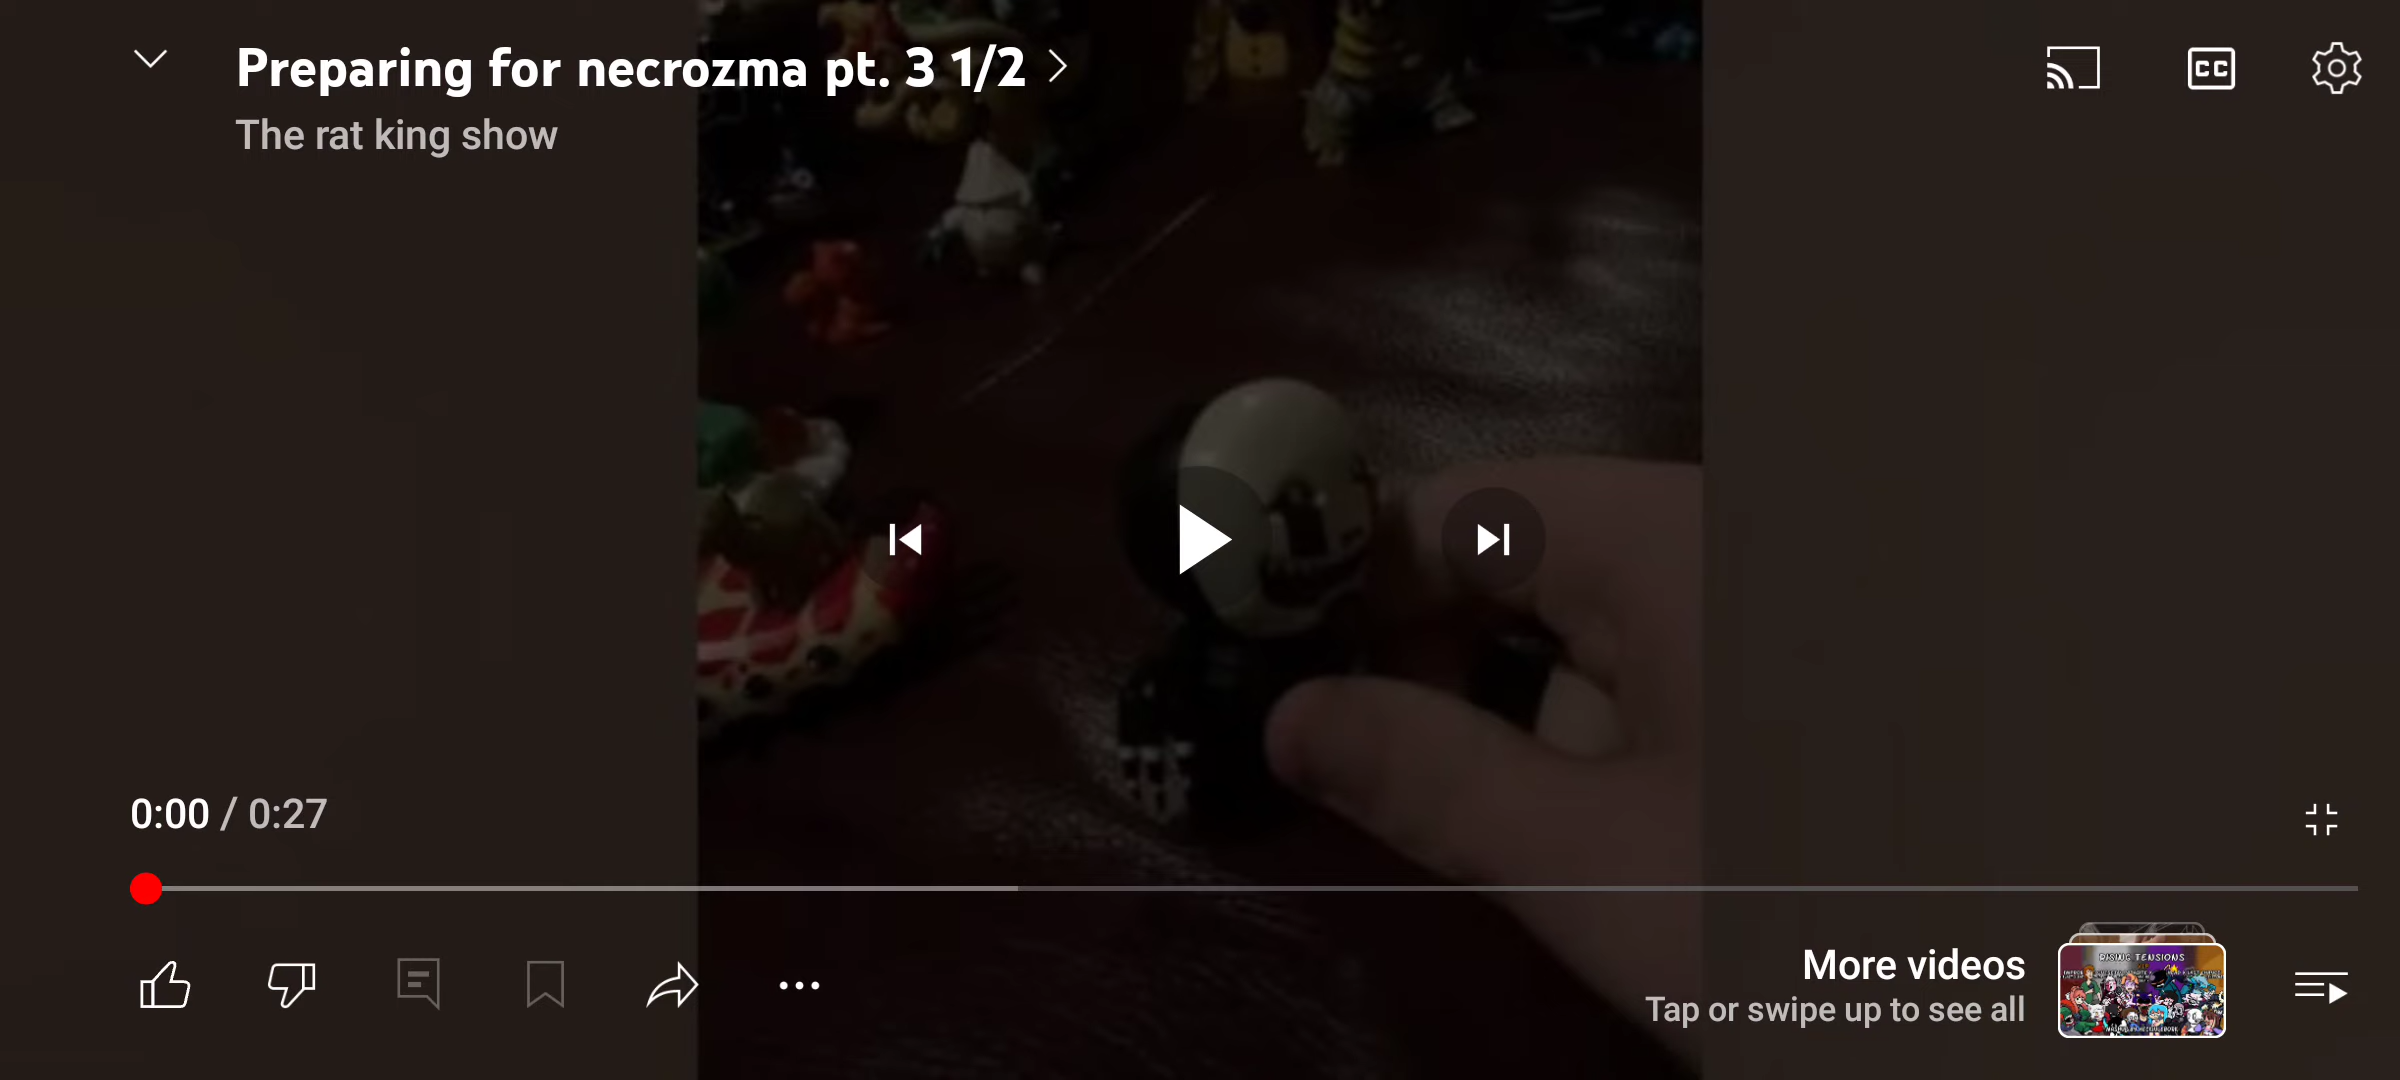 Preparing for necrozma pt. 3 1/2
The rat king show
CC
0:00 / 0:27
More videos
Tap or swipe up to see all
RISING TENSIONS